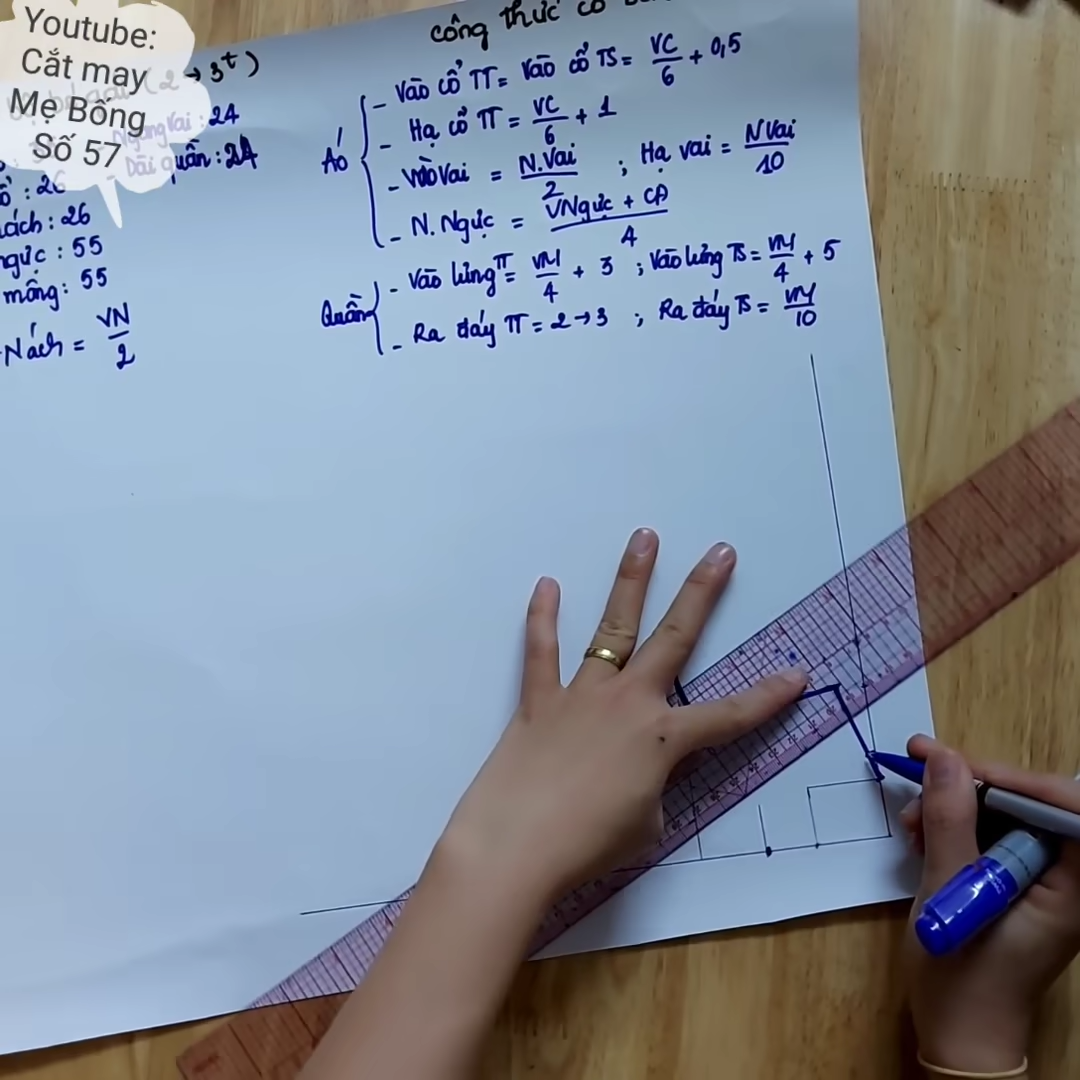 Youtube:
Cắt may
Mẹ Bống
Số 57
(2→3t)
Ngang vai: 24
Dài quần: 24
: 26
ách: 26
ngực: 55
mông: 55
Nách = VN/2
công thức cơ
Áo
- Vào cổ TT = Vào cổ TS = VC/6 + 0,5
- Hạ cổ TT = VC/6 + 1
- Vào Vai = N.Vai/2 ; Hạ vai = N Vai/10
- N. Ngực = VNgực + CĐ/4
Quần
- Vào lưng TT = VM/4 + 3 ; Vào lưng TS = VM/4 + 5
- Ra đáy TT = 2→3 ; Ra đáy TS = VM/10